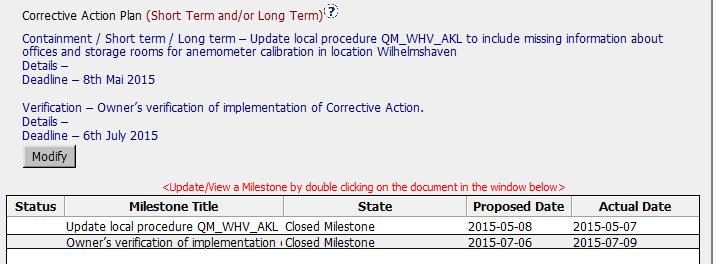 Corrective Action Plan (Short Term and/or Long Term)?
Containment / Short term / Long term – Update local procedure QM_WHV_AKL to include missing information about
offices and storage rooms for anemometer calibration in location Wilhelmshaven
Details –
Deadline – 8th Mai 2015
Verification – Owner's verification of implementation of Corrective Action.
Details –
Deadline – 6th July 2015
Modify
<Update/View a Milestone by double clicking on the document in the window below>
Status Milestone Title State Proposed Date Actual Date
Update local procedure QM_WHV_AKL Closed Milestone 2015-05-08 2015-05-07
Owner's verification of implementation Closed Milestone 2015-07-06 2015-07-09